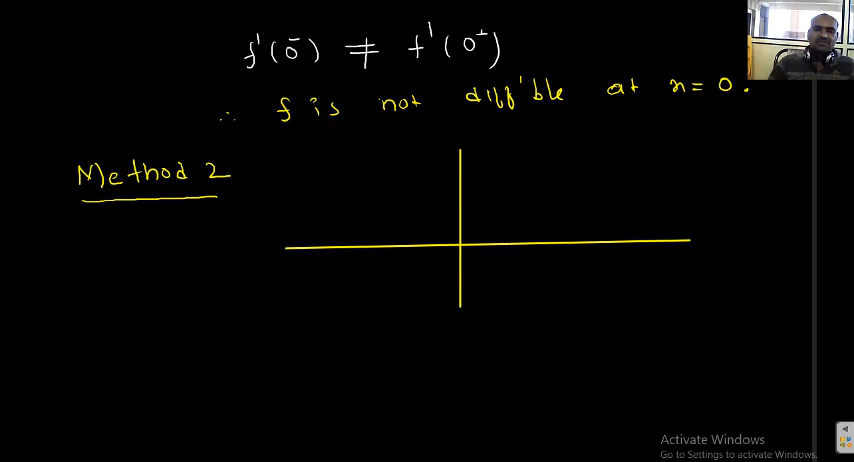 f'(0⁻) ≠ f'(0⁺)
∴ f is not diff'ble at x = 0.
Method 2
Activate Windows
Go to Settings to activate Windows.